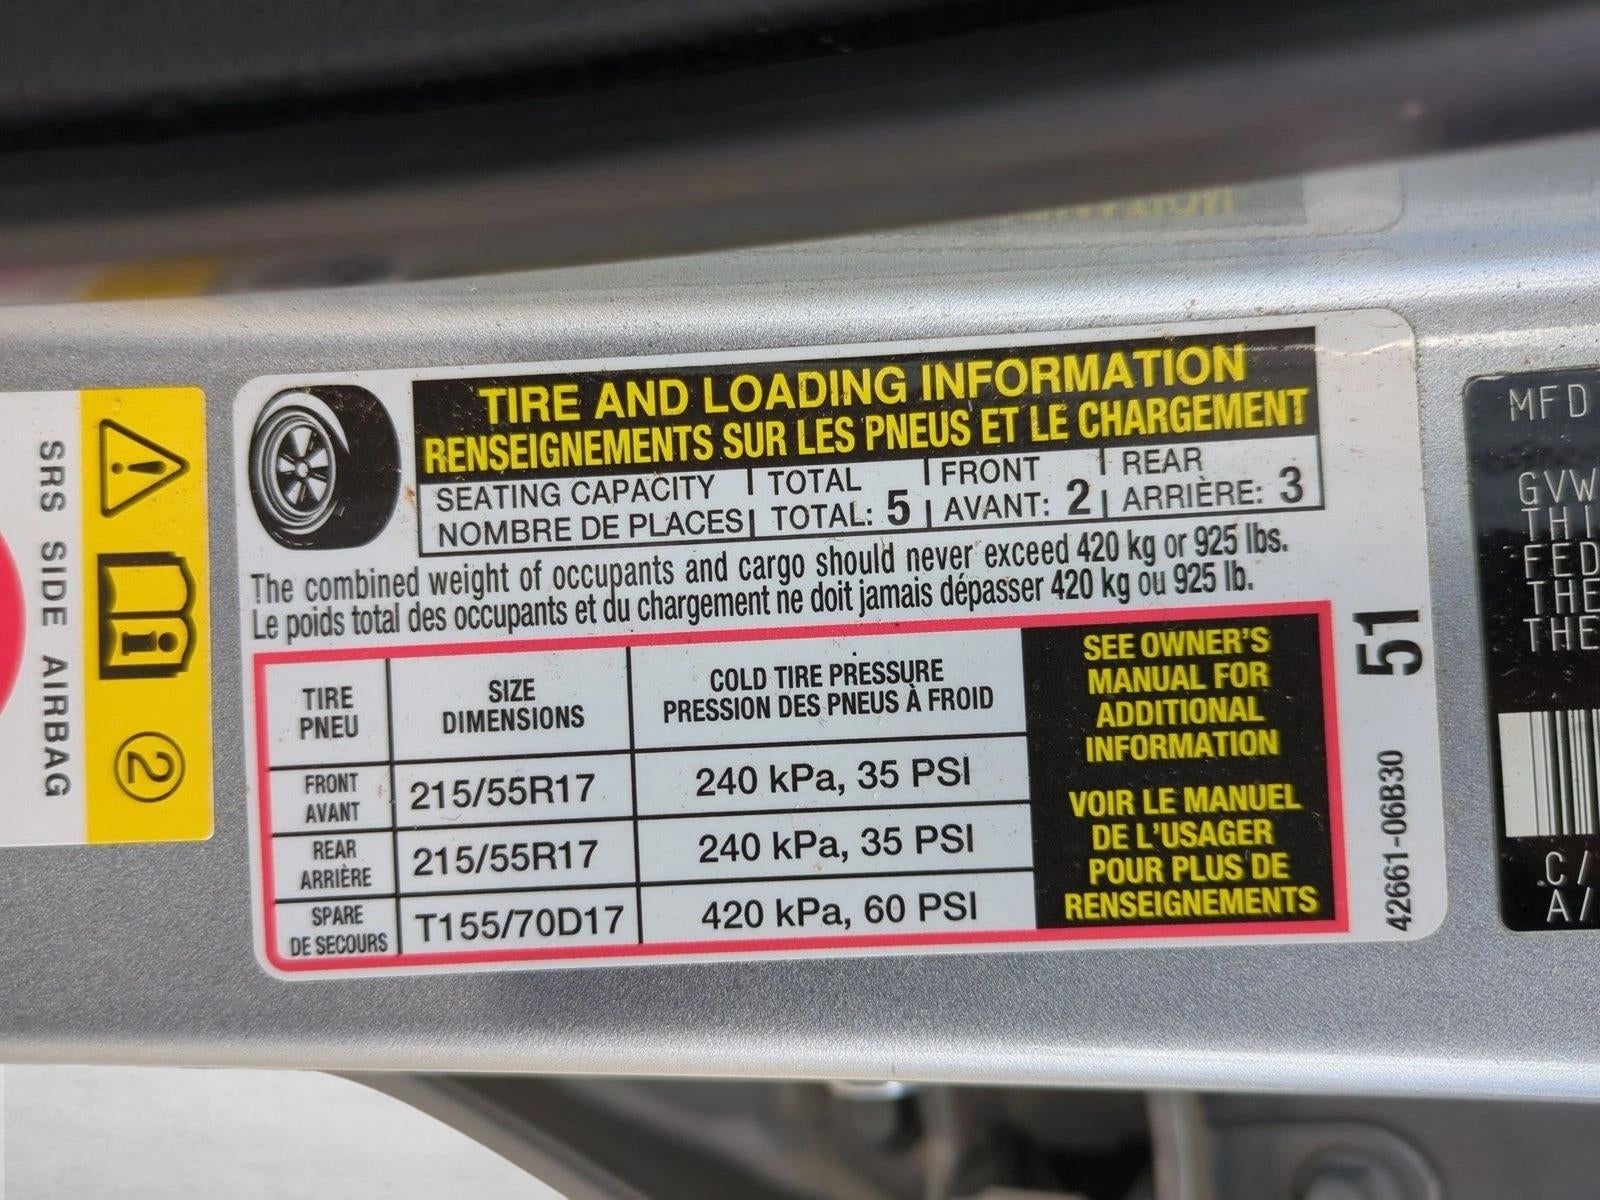 SRS SIDE AIRBAG
2
TIRE AND LOADING INFORMATION
RENSEIGNEMENTS SUR LES PNEUS ET LE CHARGEMENT
SEATING CAPACITY TOTAL FRONT REAR
NOMBRE DE PLACES TOTAL: 5 AVANT: 2 ARRIÈRE: 3
The combined weight of occupants and cargo should never exceed 420 kg or 925 lbs.
Le poids total des occupants et du chargement ne doit jamais dépasser 420 kg ou 925 lb.
TIRE
PNEU
SIZE
DIMENSIONS
COLD TIRE PRESSURE
PRESSION DES PNEUS À FROID
FRONT
AVANT
215/55R17
240 kPa, 35 PSI
REAR
ARRIÈRE
215/55R17
240 kPa, 35 PSI
SPARE
DE SECOURS
T155/70D17
420 kPa, 60 PSI
SEE OWNER'S
MANUAL FOR
ADDITIONAL
INFORMATION
VOIR LE MANUEL
DE L'USAGER
POUR PLUS DE
RENSEIGNEMENTS
51
42661-06B30
MFD
GVW
THI
FED
THE
THE
C/
A/